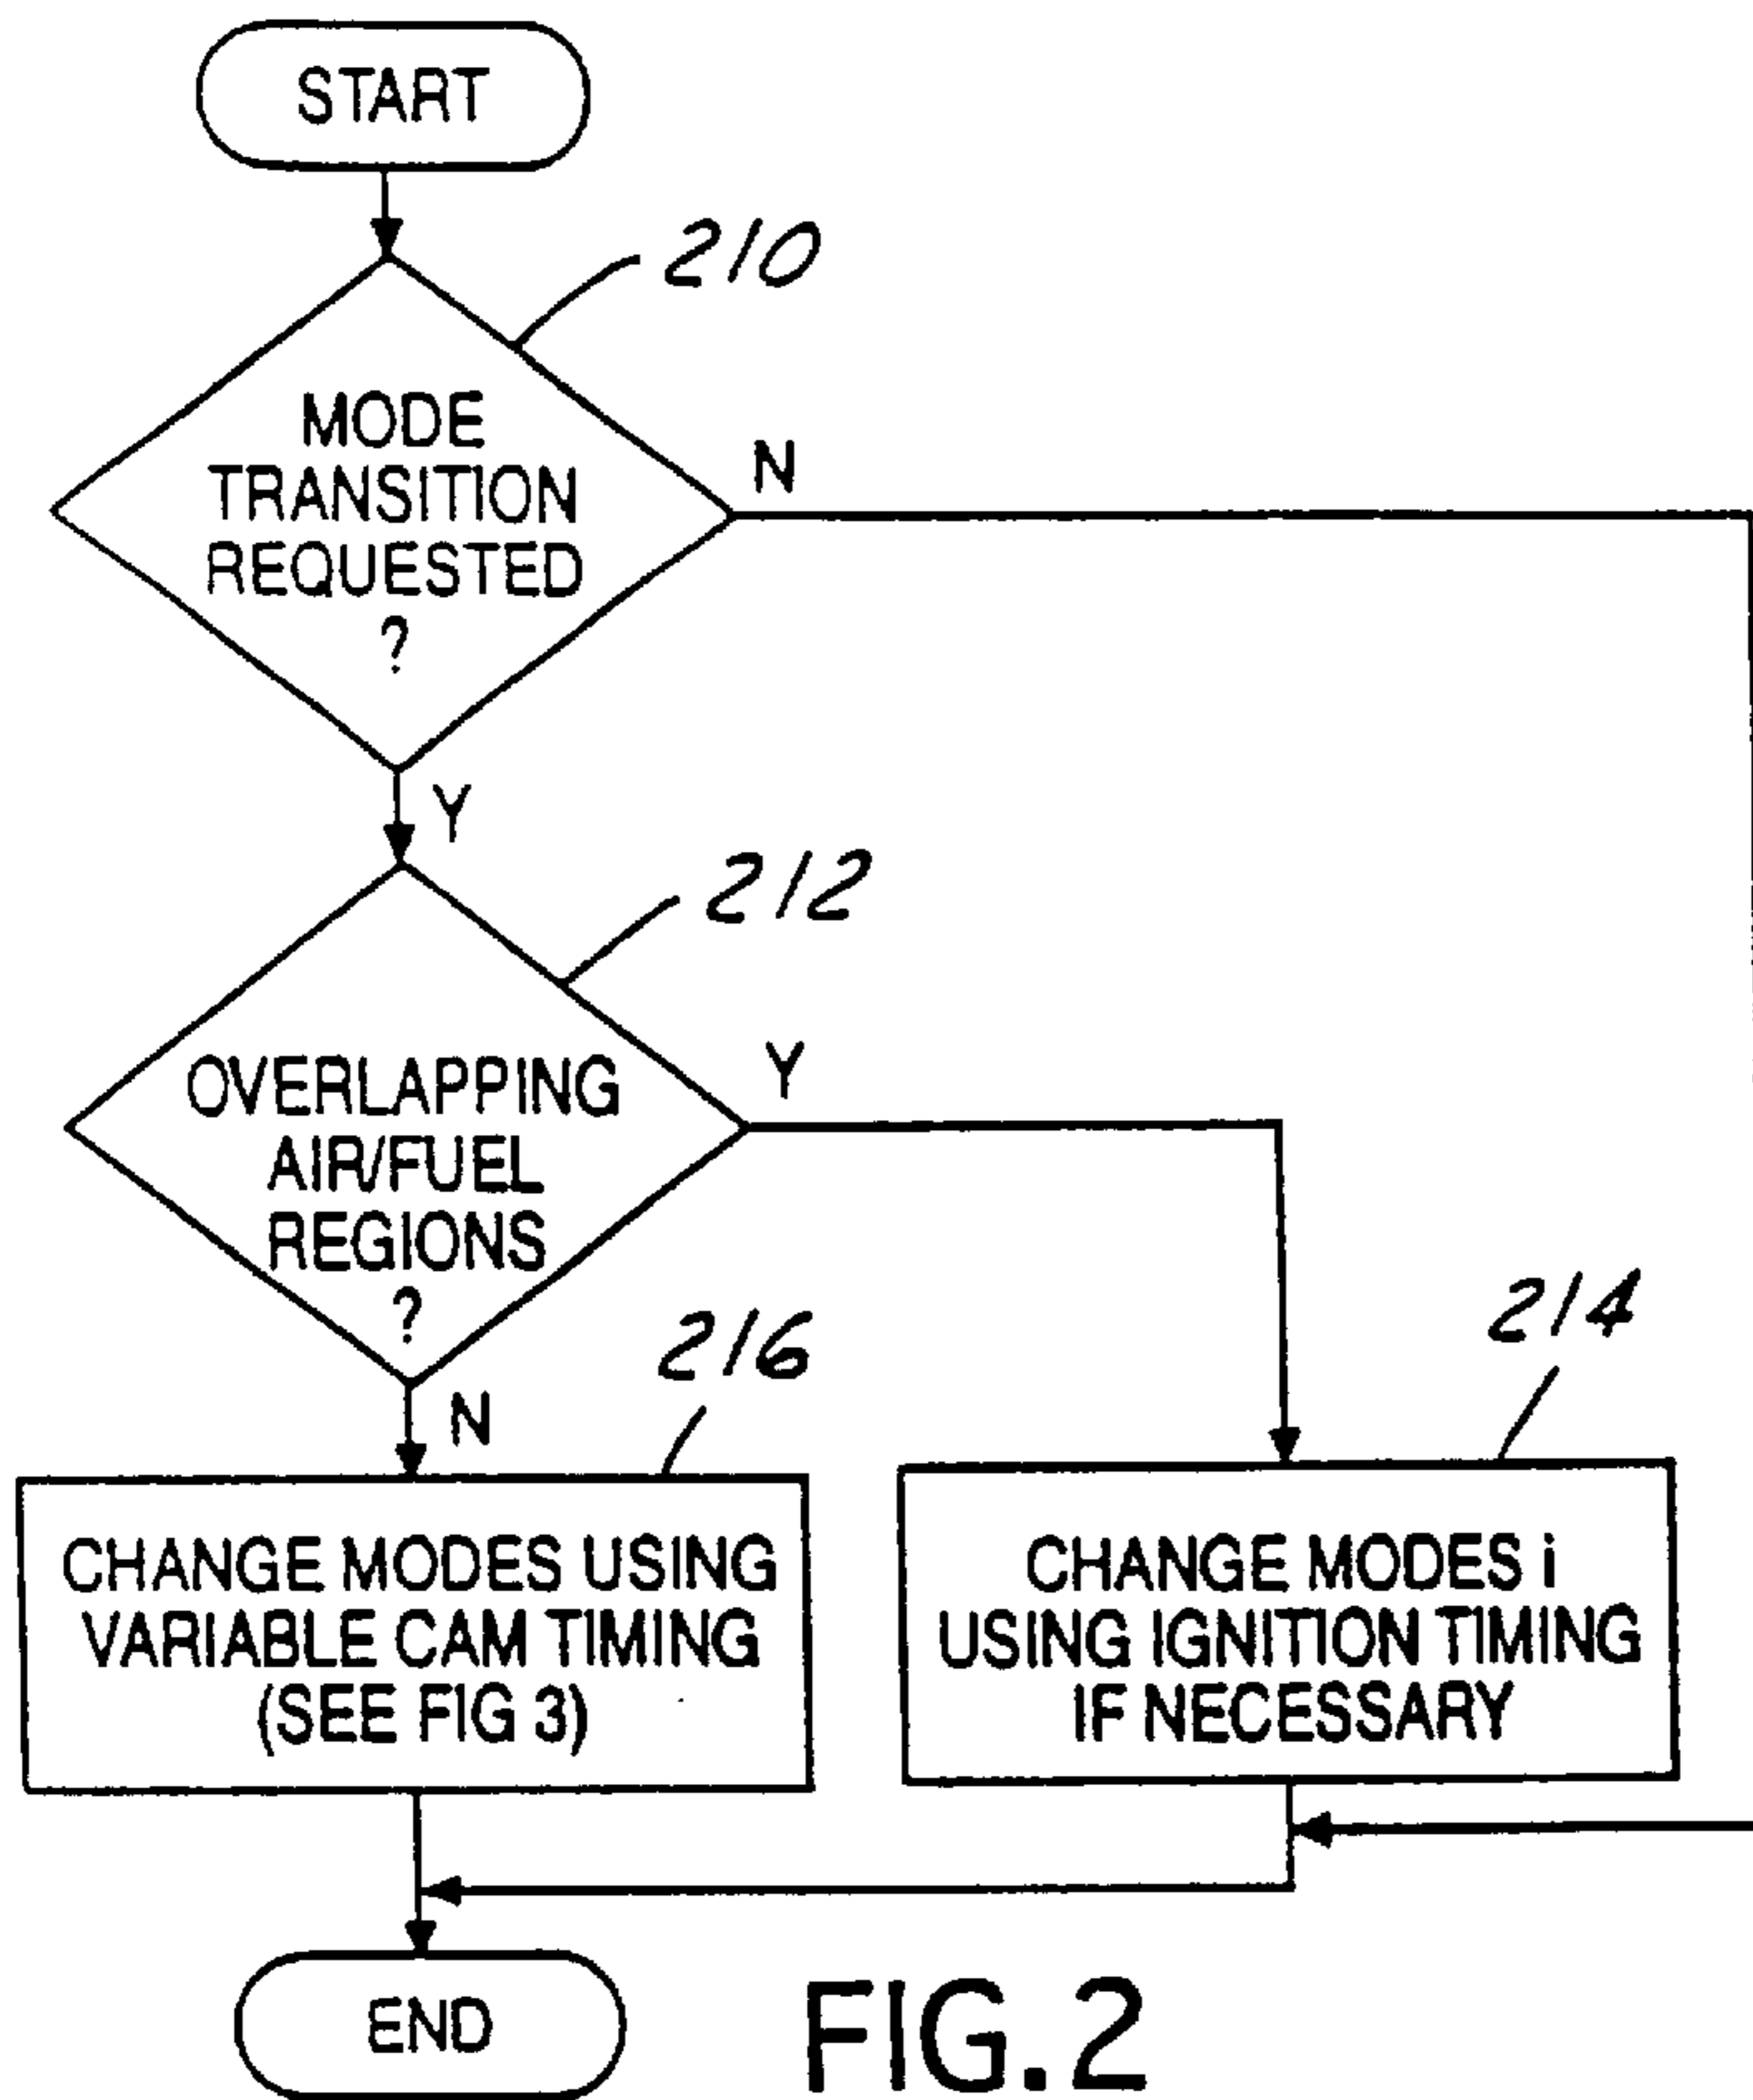 START
210
MODE
TRANSITION
REQUESTED
?
N
Y
212
OVERLAPPING
AIR/FUEL
REGIONS
?
Y
N
216
214
CHANGE MODES USING
VARIABLE CAM TIMING
(SEE FIG 3)
CHANGE MODES i
USING IGNITION TIMING
IF NECESSARY
END
FIG.2